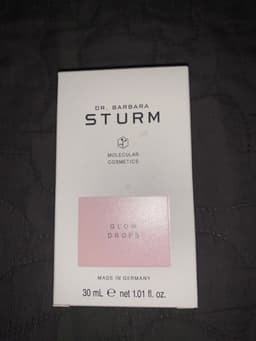 DR. BARBARA
STURM
MOLECULAR
COSMETICS
GLOW
DROPS
MADE IN GERMANY
30 mL ℮ net 1.01 fl. oz.